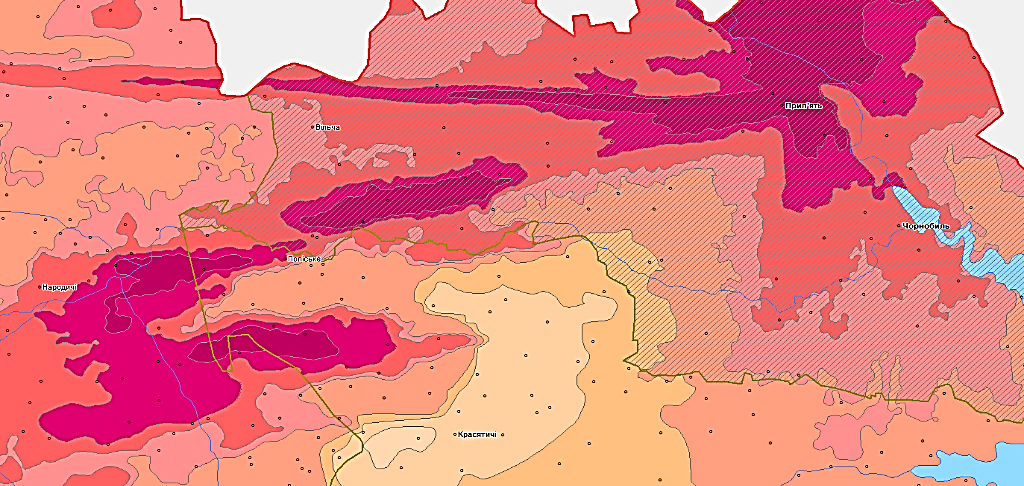 Прип'ять
Вільча
Чорнобиль
Поліське
Народичі
Красятичі